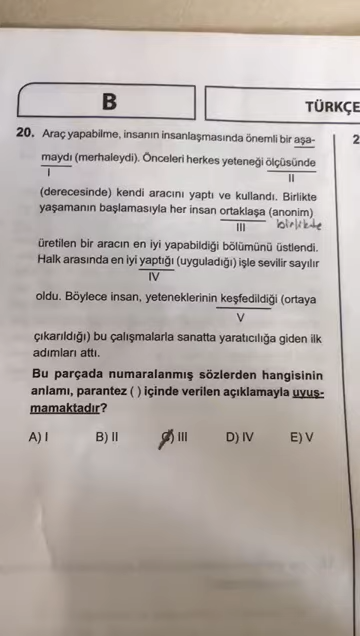 B
TÜRKÇE
20. Araç yapabilme, insanın insanlaşmasında önemli bir aşa-
maydı (merhaleydi). Önceleri herkes yeteneği ölçüsünde
I
II
(derecesinde) kendi aracını yaptı ve kullandı. Birlikte
yaşamanın başlamasıyla her insan ortaklaşa (anonim)
III
birlikte
üretilen bir aracın en iyi yapabildiği bölümünü üstlendi.
Halk arasında en iyi yaptığı (uyguladığı) işle sevilir sayılır
IV
oldu. Böylece insan, yeteneklerinin keşfedildiği (ortaya
V
çıkarıldığı) bu çalışmalarla sanatta yaratıcılığa giden ilk
adımları attı.
Bu parçada numaralanmış sözlerden hangisinin
anlamı, parantez ( ) içinde verilen açıklamayla uyuş-
mamaktadır?
A) I B) II C) III D) IV E) V
2